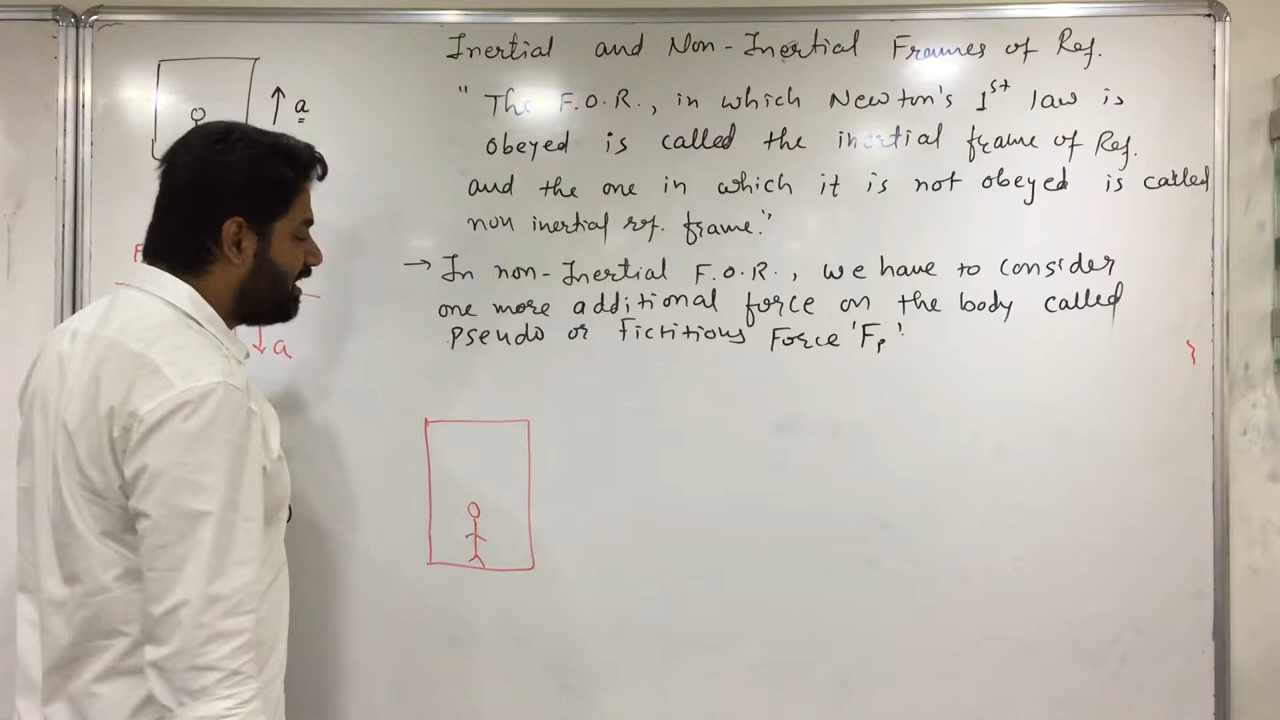 Inertial and Non-Inertial Frames of Ref.
" The F.O.R., in which Newton's 1st law is
obeyed is called the inertial frame of Ref.
and the one in which it is not obeyed is called
non inertial ref. frame."
→ In non-Inertial F.O.R., we have to consider
one more additional force on the body called
pseudo or Fictitious Force 'Fp'
a
F
a